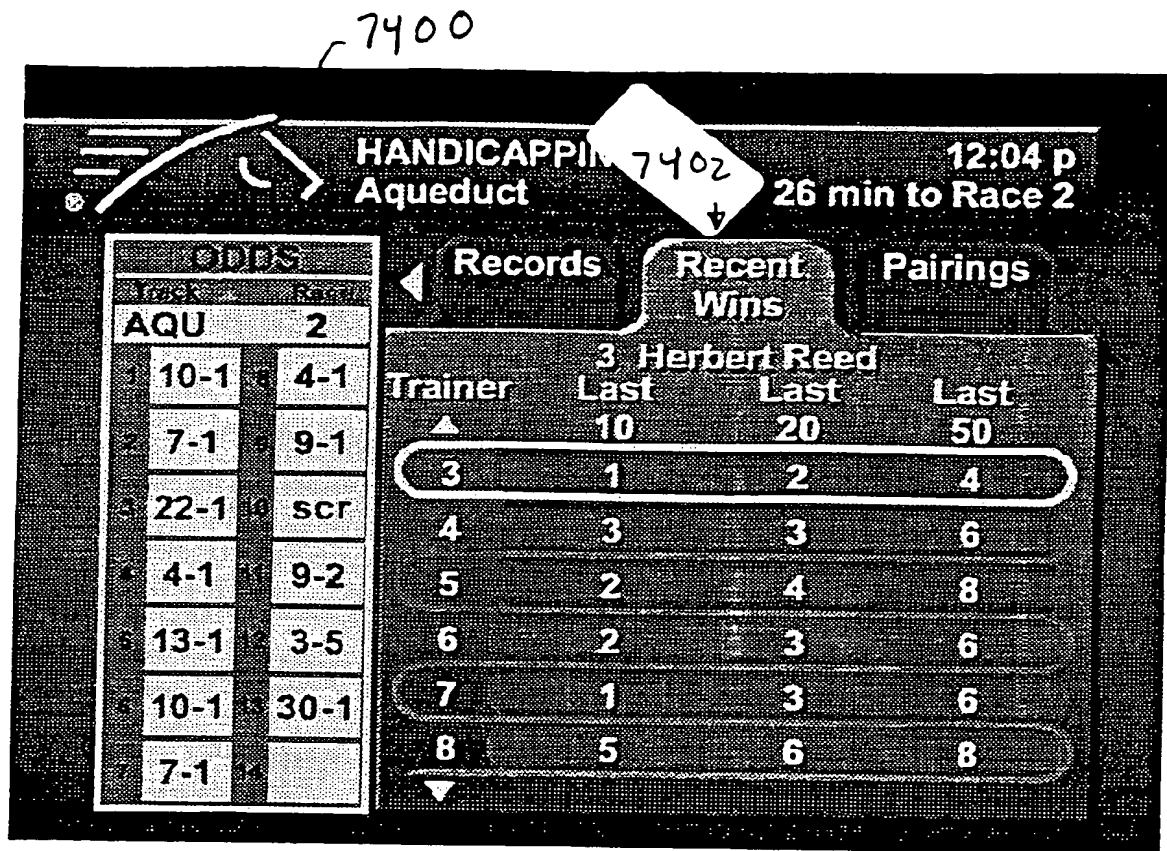 7400
HANDICAPPIN
7402
12:04 p
Aqueduct
26 min to Race 2
®
ODDS
Track Race
AQU 2
1 10-1 8 4-1
2 7-1 9 9-1
3 22-1 10 scr
4 4-1 11 9-2
5 13-1 12 3-5
6 10-1 13 30-1
7 7-1 14
Records
Recent
Wins
Pairings
3 Herbert Reed
Trainer Last Last Last
10 20 50
3 1 2 4
4 3 3 6
5 2 4 8
6 2 3 6
7 1 3 6
8 5 6 8